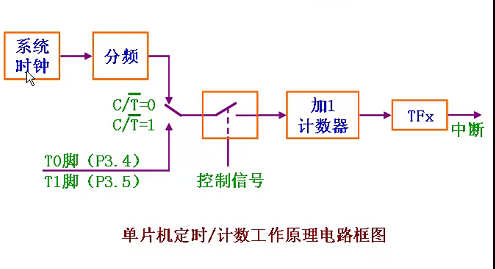 系统
时钟
分频
C/T̅=0
C/T̅=1
T0脚（P3.4）
T1脚（P3.5）
控制信号
加1
计数器
TFx
中断
单片机定时/计数工作原理电路框图